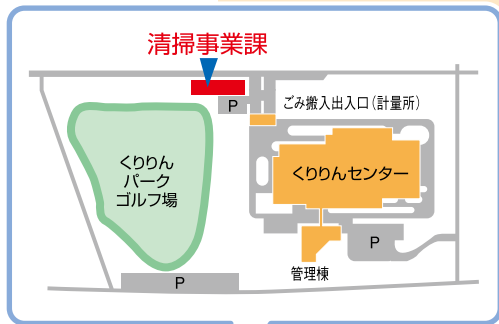 清掃事業課
P
ごみ搬入出入口(計量所)
くりりん
パーク
ゴルフ場
くりりんセンター
P
管理棟
P